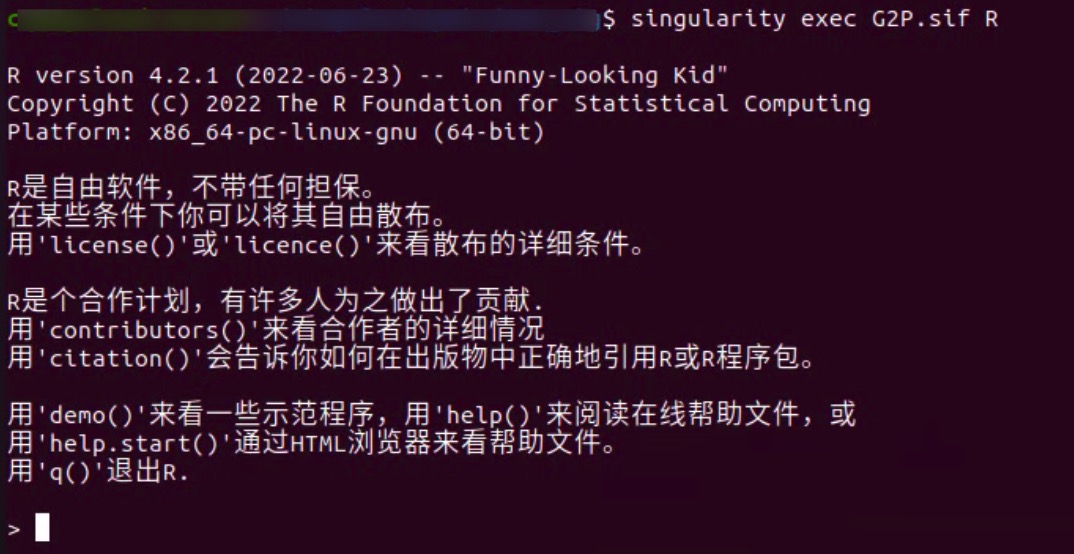 $ singularity exec G2P.sif R
R version 4.2.1 (2022-06-23) -- "Funny-Looking Kid"
Copyright (C) 2022 The R Foundation for Statistical Computing
Platform: x86_64-pc-linux-gnu (64-bit)
R是自由软件，不带任何担保。
在某些条件下你可以将其自由散布。
用'license()'或'licence()'来看散布的详细条件。
R是个合作计划，有许多人为之做出了贡献.
用'contributors()'来看合作者的详细情况
用'citation()'会告诉你如何在出版物中正确地引用R或R程序包。
用'demo()'来看一些示范程序，用'help()'来阅读在线帮助文件，或
用'help.start()'通过HTML浏览器来看帮助文件。
用'q()'退出R.
>